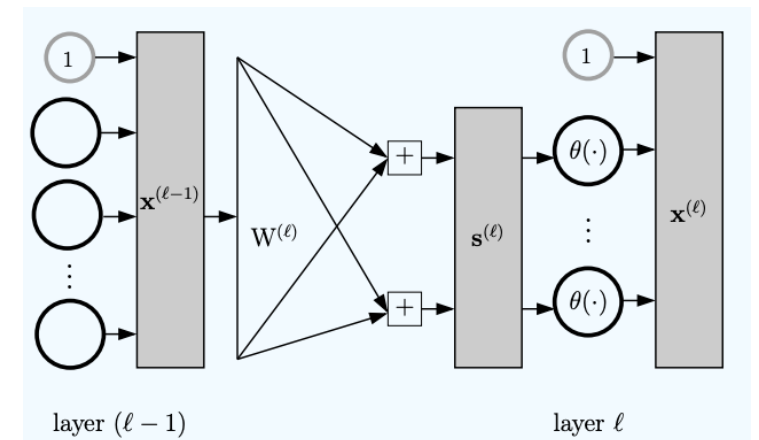 1
1
θ(·)
+
x^(ℓ−1)
x^(ℓ)
W^(ℓ)
s^(ℓ)
⋮
⋮
+
θ(·)
layer (ℓ − 1)
layer ℓ